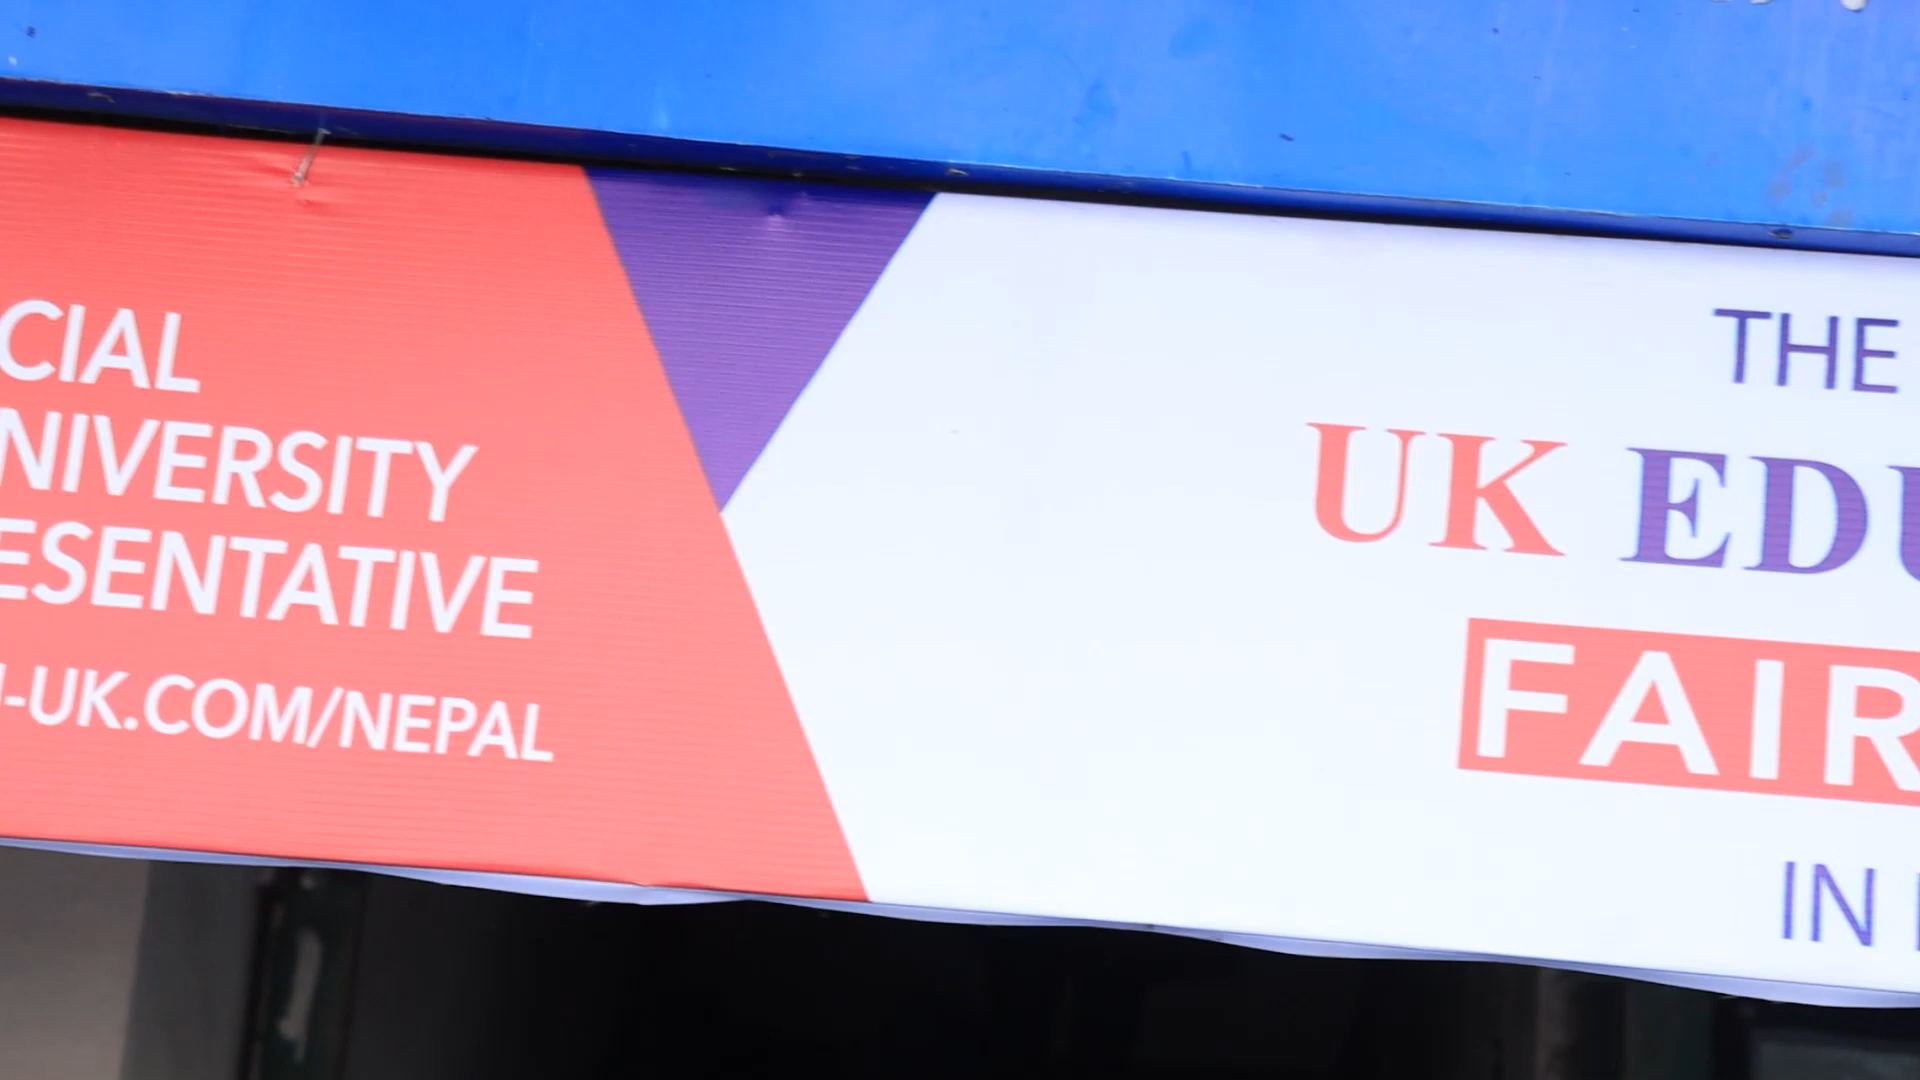 CIAL
NIVERSITY
ESENTATIVE
-UK.COM/NEPAL
THE
UK EDU
FAIR
IN